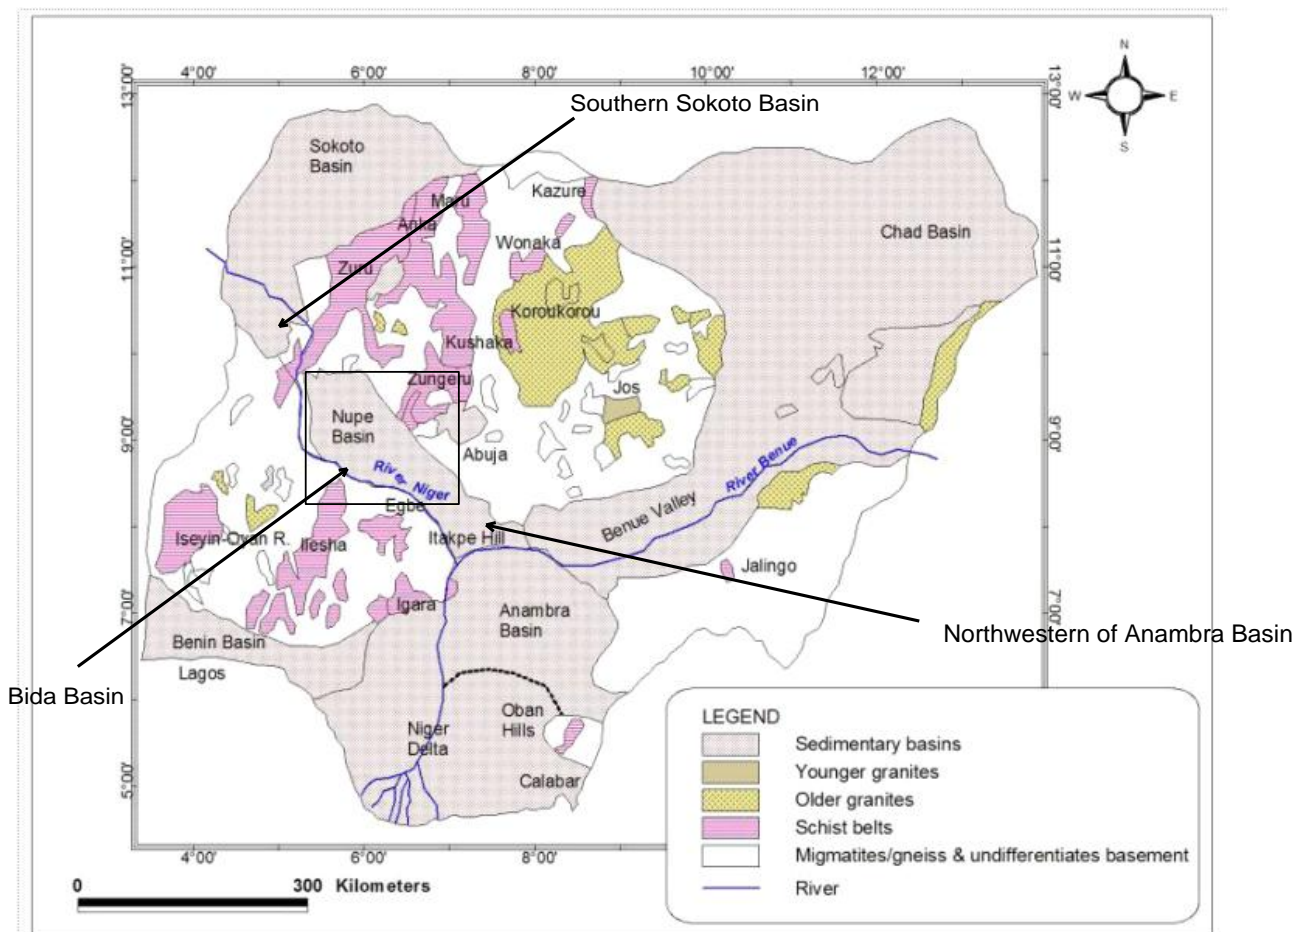 N
W
E
S
4°00'
6°00'
8°00'
10°00'
12°00'
13°00'
13°00'
Southern Sokoto Basin
Sokoto
Basin
Maru
Kazure
Anka
Wonaka
Chad Basin
11°00'
11°00'
Zuru
Koroukorou
Kushaka
Zungeru
Jos
Nupe
Basin
9°00'
9°00'
Abuja
River Niger
River Benue
Egbe
Benue Valley
Iseyin-Oyan R.
Ilesha
Itakpe Hill
Jalingo
7°00'
7°00'
Igara
Anambra
Basin
Northwestern of Anambra Basin
Benin Basin
Lagos
Bida Basin
Oban
Hills
Niger
Delta
Calabar
5°00'
4°00'
6°00'
8°00'
0
300 Kilometers
LEGEND
Sedimentary basins
Younger granites
Older granites
Schist belts
Migmatites/gneiss & undifferentiates basement
River